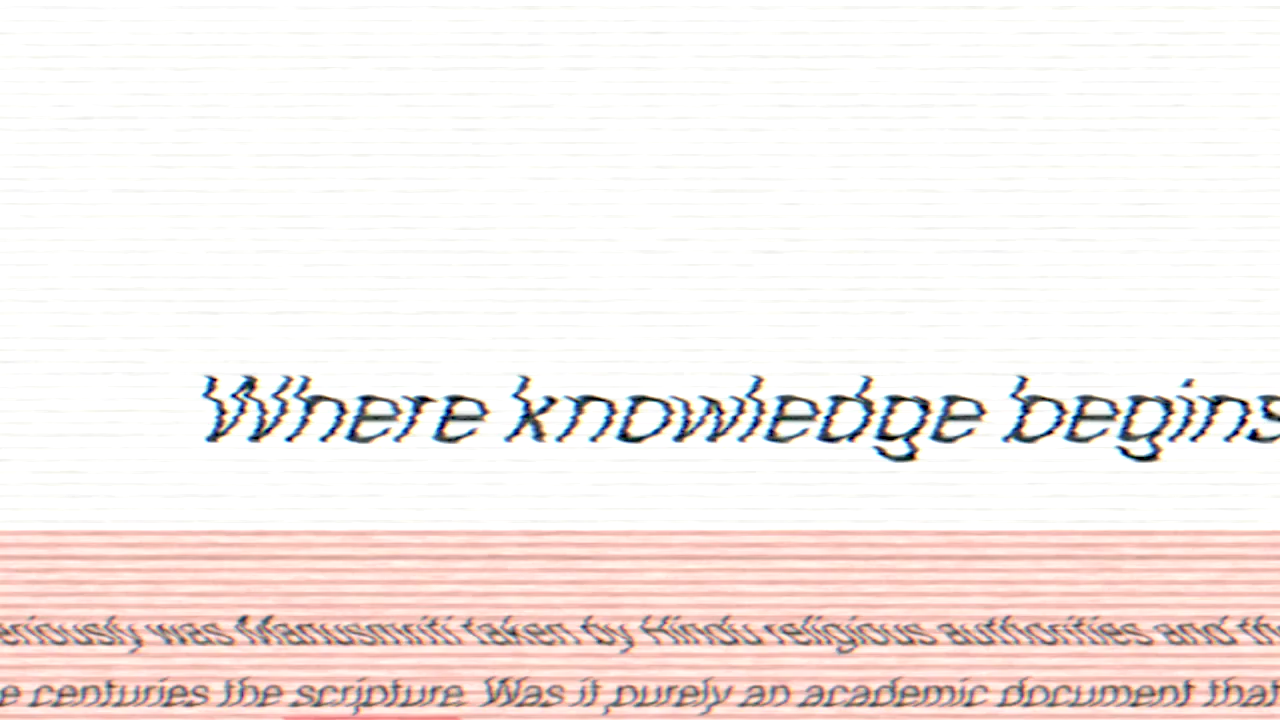 Where knowledge begins
eriously was Manusmriti taken by Hindu religious authorities and th
e centuries the scripture. Was it purely an academic document that